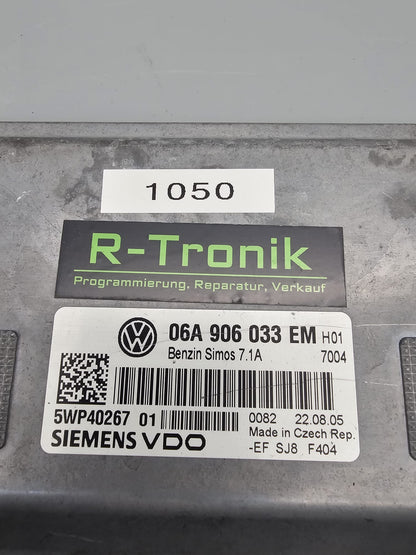 1050
R-Tronik
Programmierung, Reparatur, Verkauf
06A 906 033 EM H01
Benzin Simos 7.1A 7004
5WP40267 01 0082 22.08.05
SIEMENS VDO Made in Czech Rep.
-EF SJ8 F404